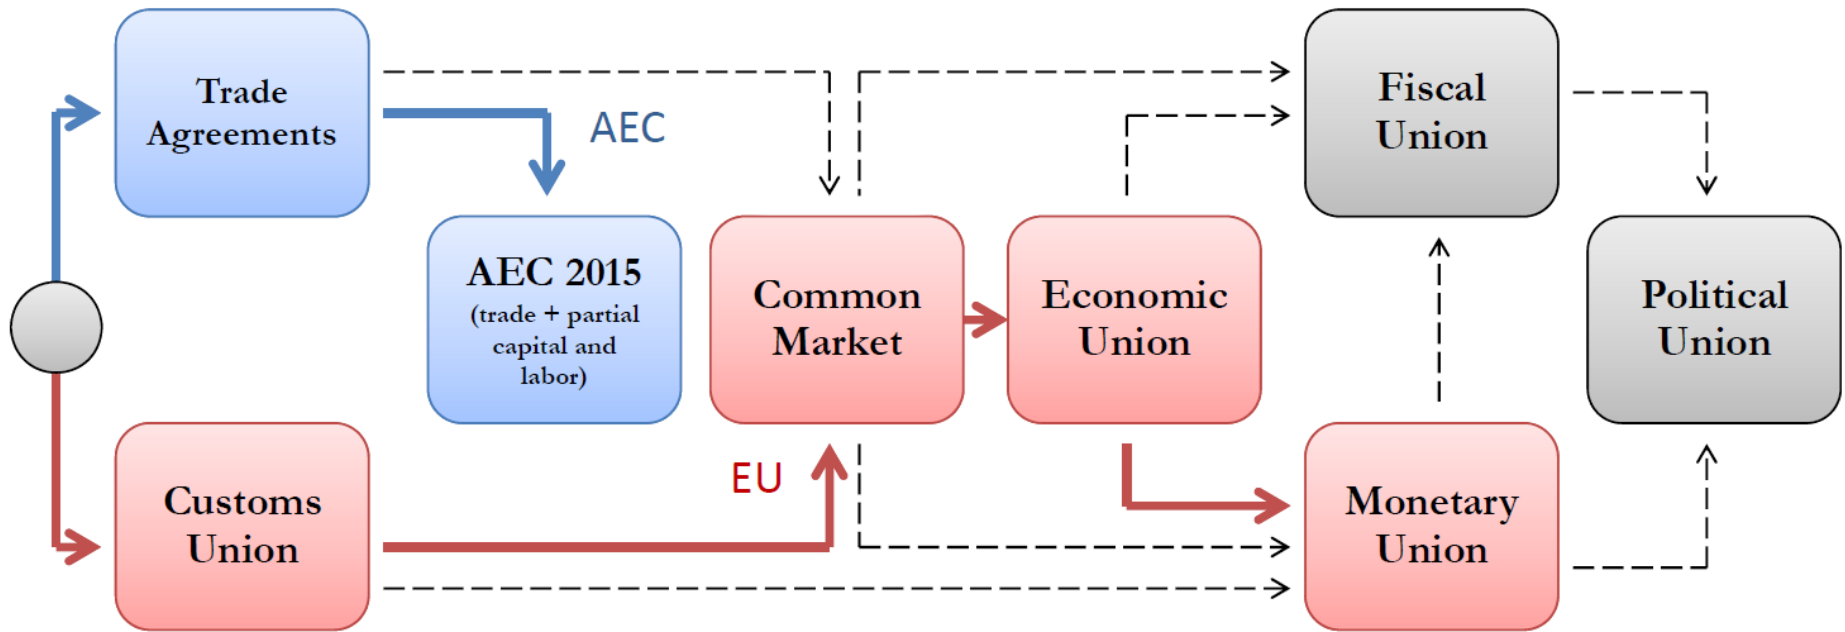 Trade
Agreements
AEC
Fiscal
Union
AEC 2015
(trade + partial
capital and
labor)
Common
Market
Economic
Union
Political
Union
EU
Customs
Union
Monetary
Union